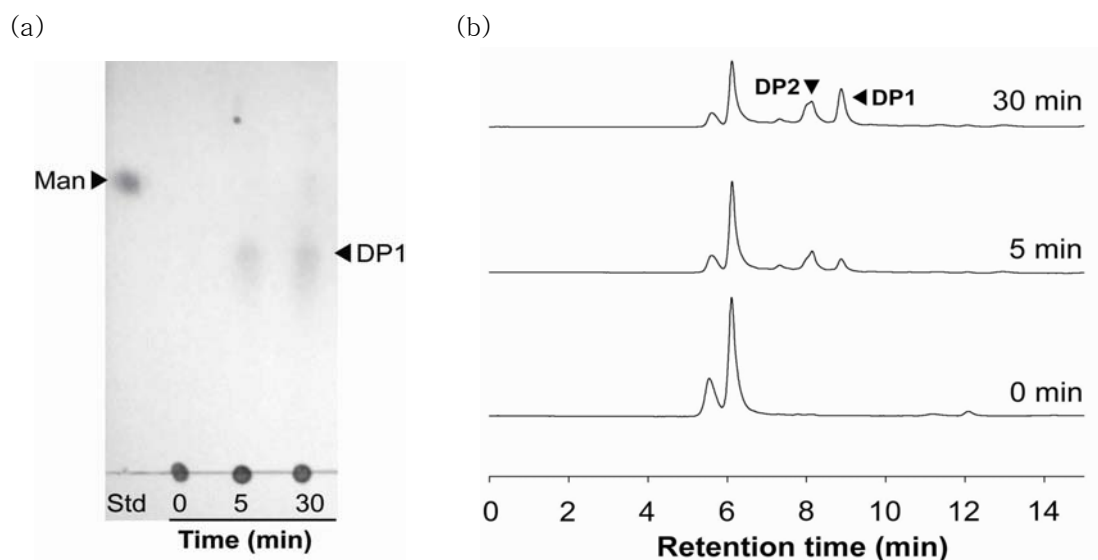 (a)
Man ►
◄ DP1
Std 0 5 30
Time (min)
(b)
DP2 ▼
◄ DP1
30 min
5 min
0 min
0 2 4 6 8 10 12 14
Retention time (min)